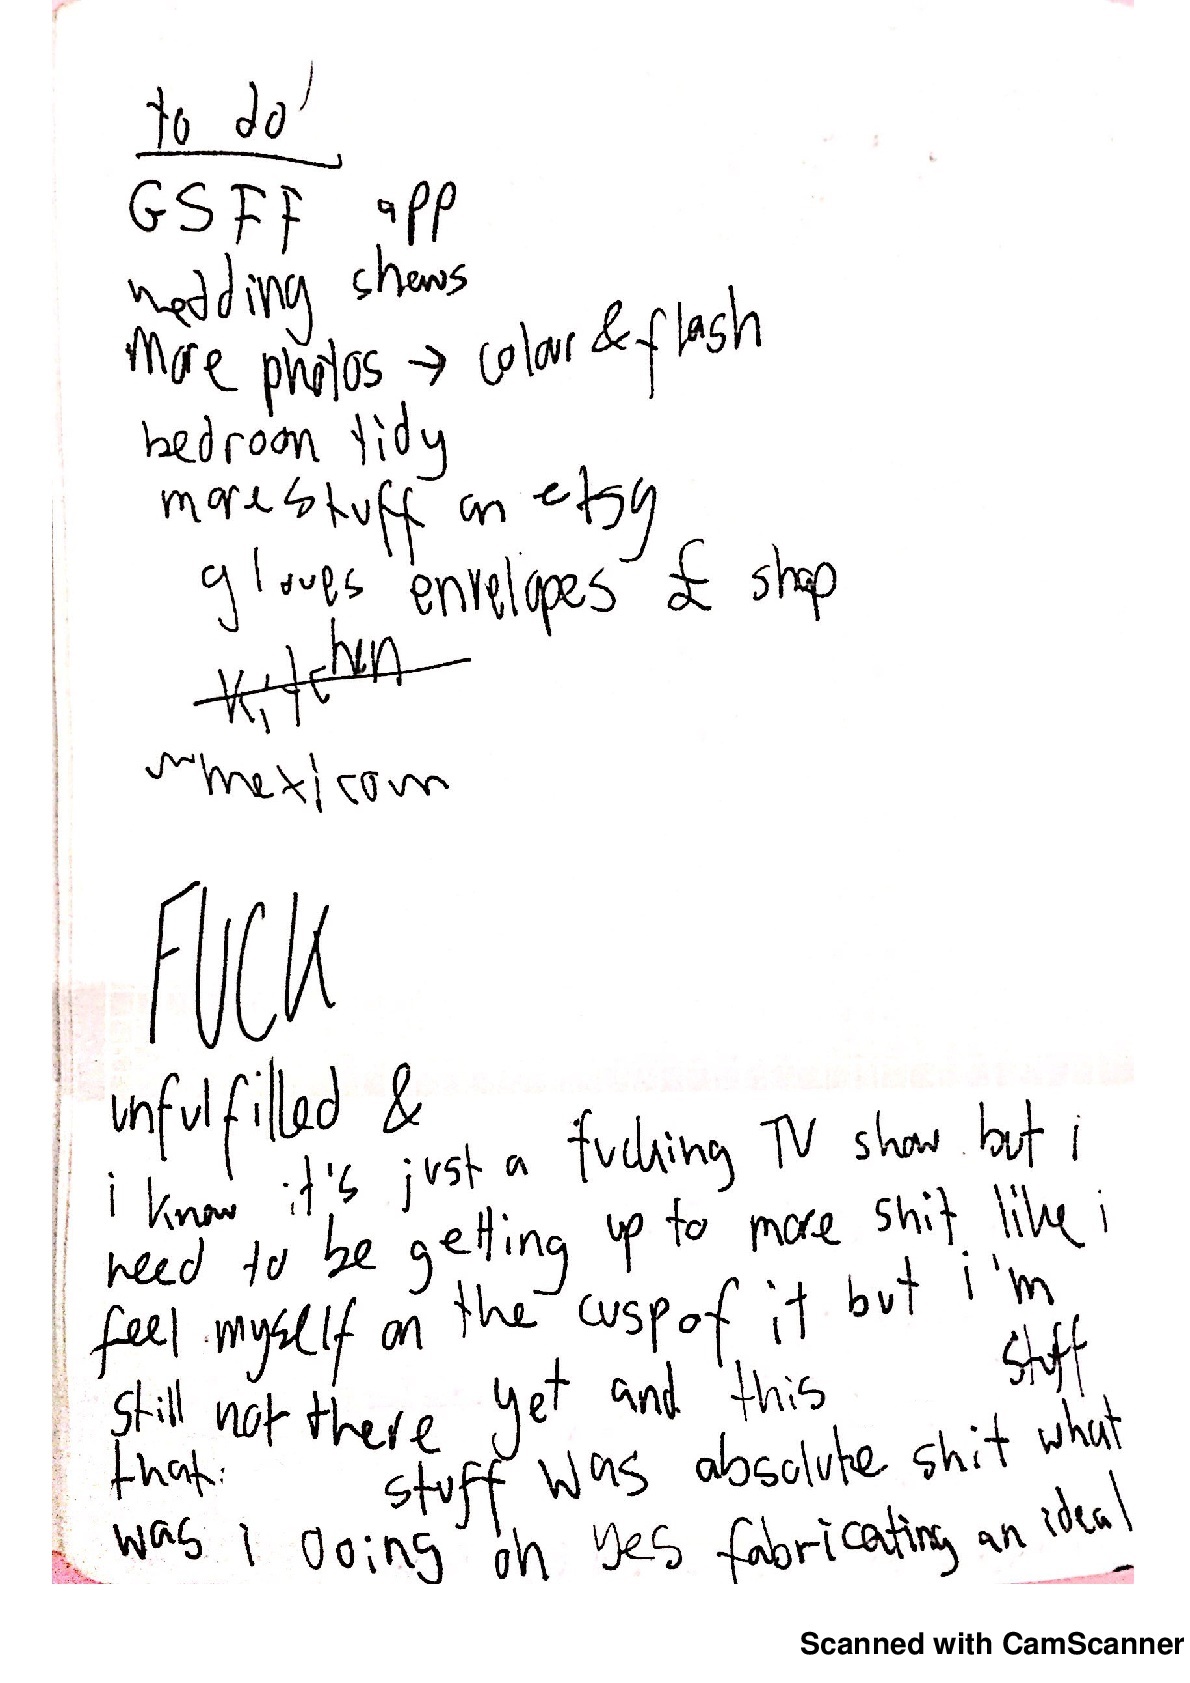 to do
GSFF app
wedding shows
More photos → colour & flash
bedroom tidy
more stuff on etsy
gloves envelopes £ shop
kitchen
mexicom
FUCK
unfulfilled &
i know it's just a fucking TV show but i
need to be getting up to more shit like i
feel myself on the cusp of it but i'm
still not there yet and this stuff
that stuff was absolute shit what
was i doing oh yes fabricating an ideal
Scanned with CamScanner